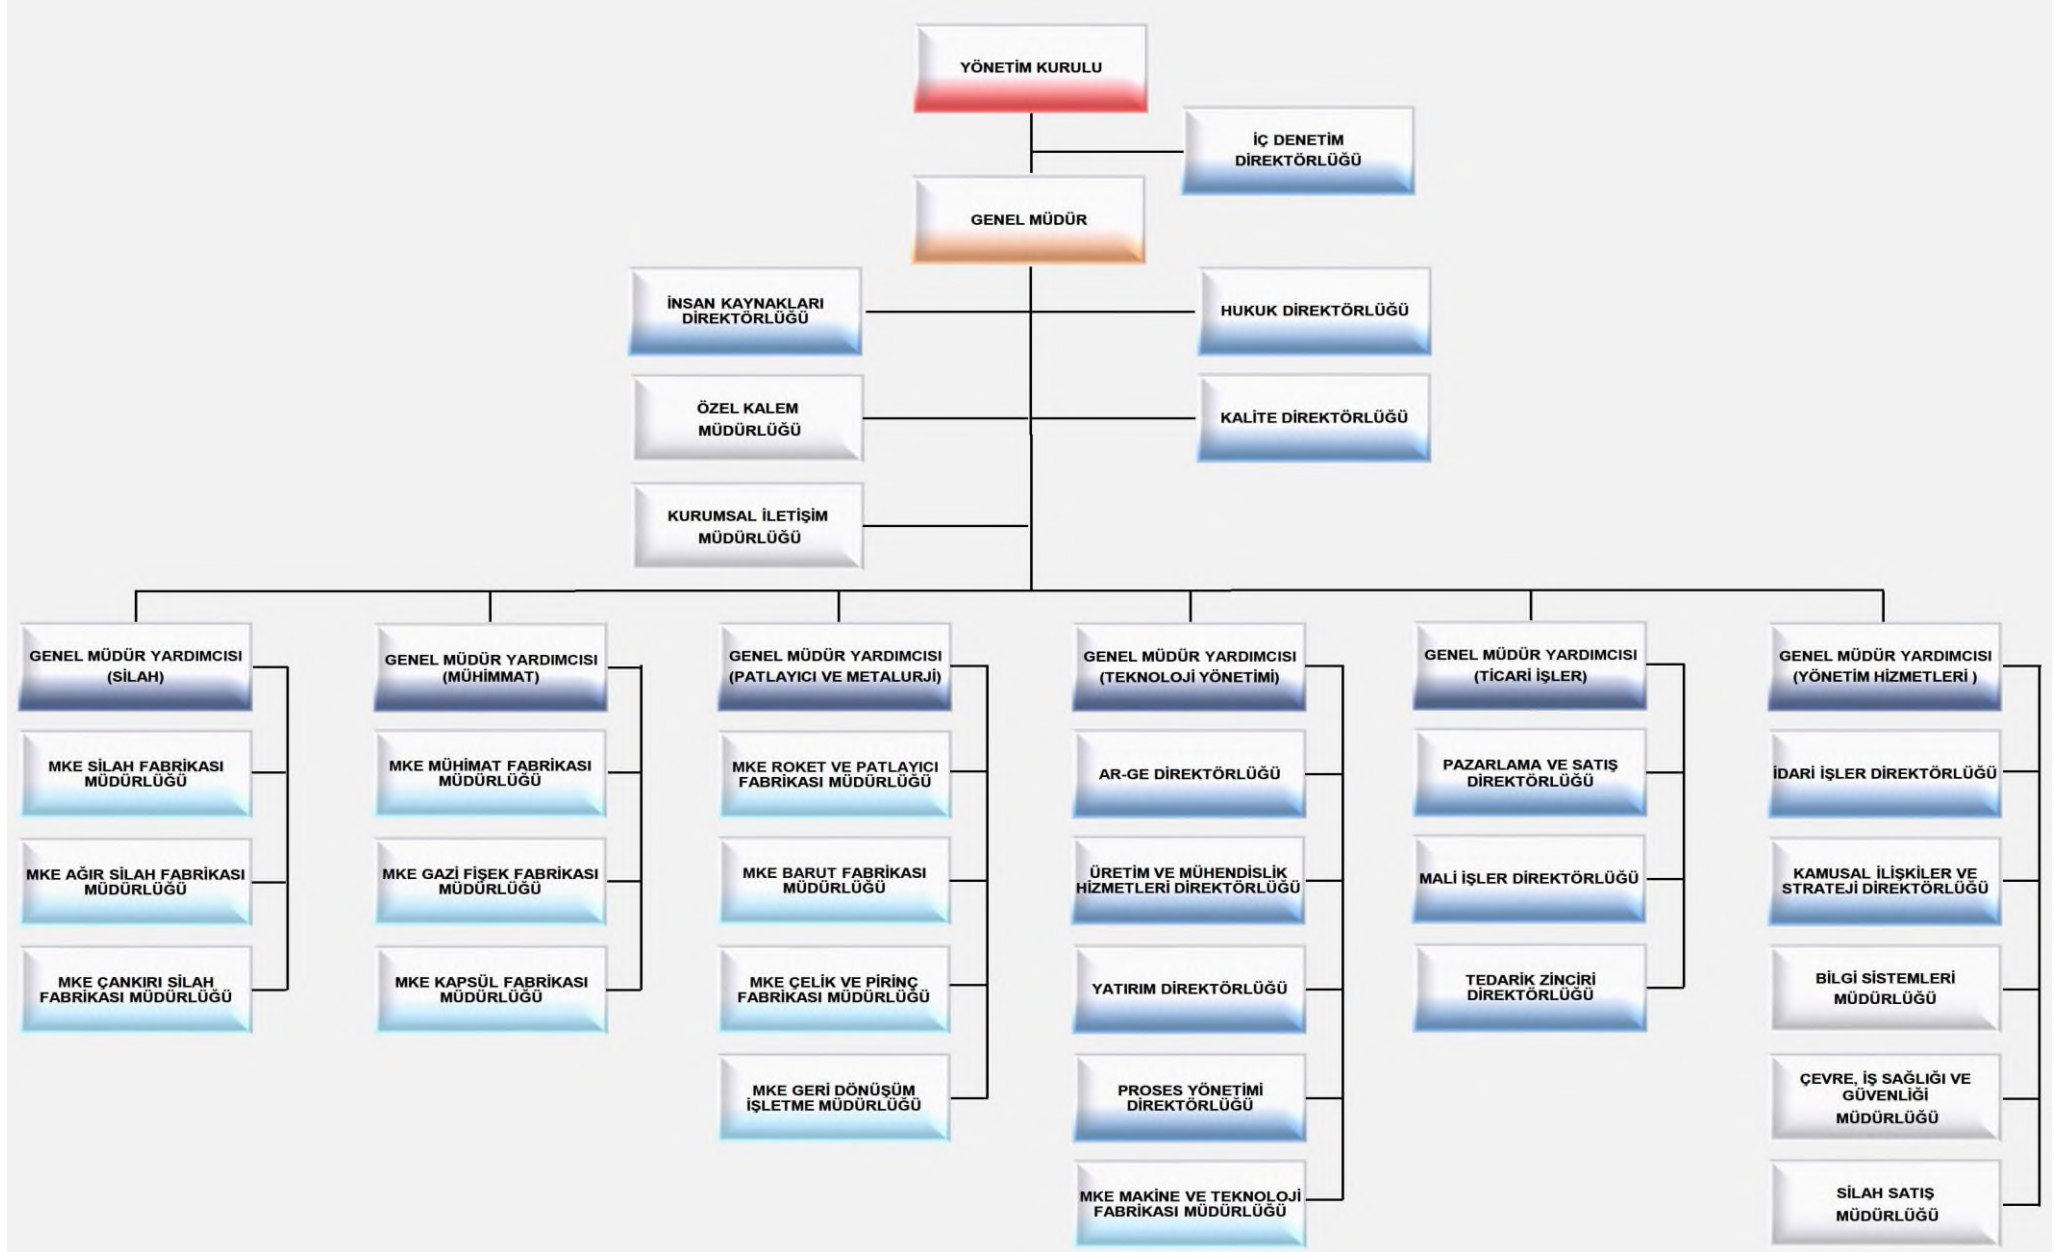 YÖNETİM KURULU
İÇ DENETİM
DİREKTÖRLÜĞÜ
GENEL MÜDÜR
İNSAN KAYNAKLARI
DİREKTÖRLÜĞÜ
HUKUK DİREKTÖRLÜĞÜ
ÖZEL KALEM
MÜDÜRLÜĞÜ
KALİTE DİREKTÖRLÜĞÜ
KURUMSAL İLETİŞİM
MÜDÜRLÜĞÜ
GENEL MÜDÜR YARDIMCISI
(SİLAH)
MKE SİLAH FABRİKASI
MÜDÜRLÜĞÜ
MKE AĞIR SİLAH FABRİKASI
MÜDÜRLÜĞÜ
MKE ÇANKIRI SİLAH
FABRİKASI MÜDÜRLÜĞÜ
GENEL MÜDÜR YARDIMCISI
(MÜHİMMAT)
MKE MÜHİMAT FABRİKASI
MÜDÜRLÜĞÜ
MKE GAZİ FİŞEK FABRİKASI
MÜDÜRLÜĞÜ
MKE KAPSÜL FABRİKASI
MÜDÜRLÜĞÜ
GENEL MÜDÜR YARDIMCISI
(PATLAYICI VE METALURJİ)
MKE ROKET VE PATLAYICI
FABRİKASI MÜDÜRLÜĞÜ
MKE BARUT FABRİKASI
MÜDÜRLÜĞÜ
MKE ÇELİK VE PİRİNÇ
FABRİKASI MÜDÜRLÜĞÜ
MKE GERİ DÖNÜŞÜM
İŞLETME MÜDÜRLÜĞÜ
GENEL MÜDÜR YARDIMCISI
(TEKNOLOJİ YÖNETİMİ)
AR-GE DİREKTÖRLÜĞÜ
ÜRETİM VE MÜHENDİSLİK
HİZMETLERİ DİREKTÖRLÜĞÜ
YATIRIM DİREKTÖRLÜĞÜ
PROSES YÖNETİMİ
DİREKTÖRLÜĞÜ
MKE MAKİNE VE TEKNOLOJİ
FABRİKASI MÜDÜRLÜĞÜ
GENEL MÜDÜR YARDIMCISI
(TİCARİ İŞLER)
PAZARLAMA VE SATIŞ
DİREKTÖRLÜĞÜ
MALİ İŞLER DİREKTÖRLÜĞÜ
TEDARİK ZİNCİRİ
DİREKTÖRLÜĞÜ
GENEL MÜDÜR YARDIMCISI
(YÖNETİM HİZMETLERİ )
İDARİ İŞLER DİREKTÖRLÜĞÜ
KAMUSAL İLİŞKİLER VE
STRATEJİ DİREKTÖRLÜĞÜ
BİLGİ SİSTEMLERİ
MÜDÜRLÜĞÜ
ÇEVRE, İŞ SAĞLIĞI VE
GÜVENLİĞİ
MÜDÜRLÜĞÜ
SİLAH SATIŞ
MÜDÜRLÜĞÜ